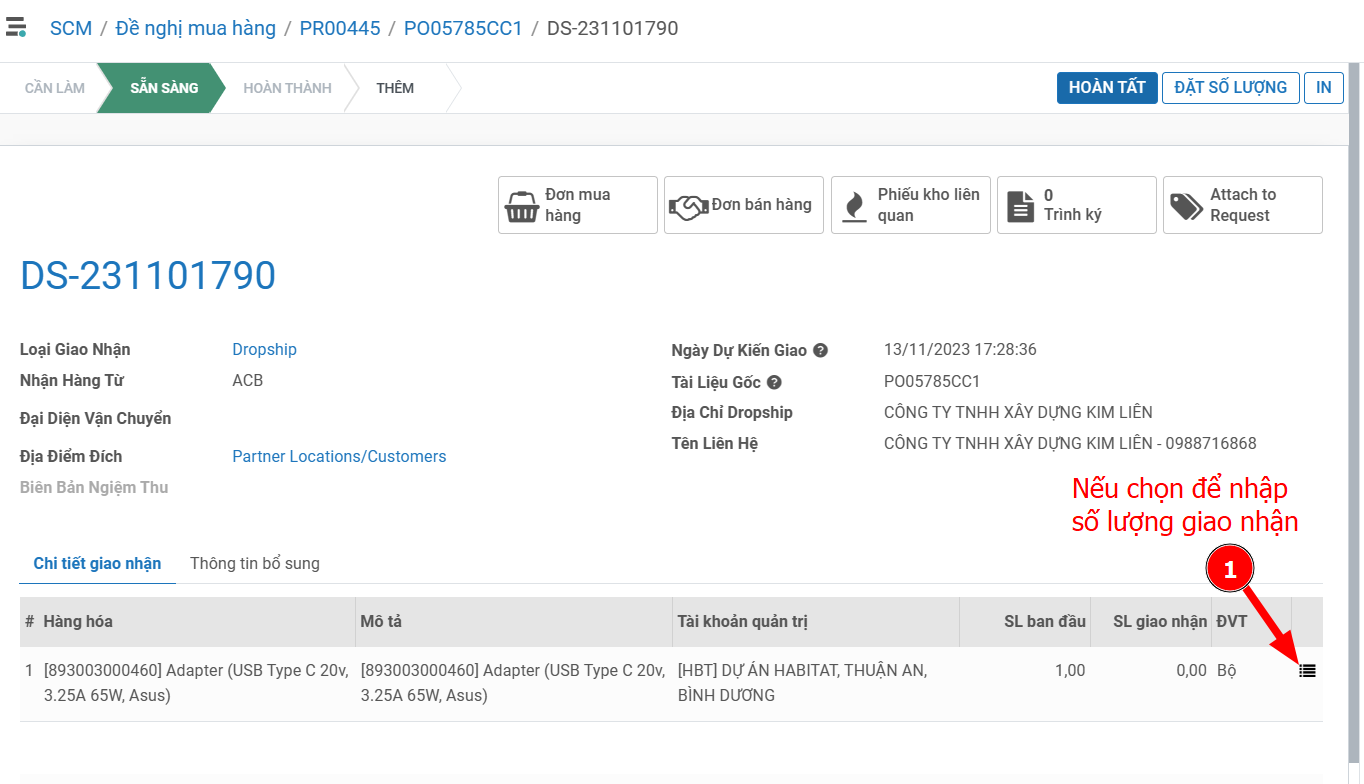 SCM / Đề nghị mua hàng / PR00445 / PO05785CC1 / DS-231101790
CẦN LÀM SẴN SÀNG HOÀN THÀNH THÊM
HOÀN TẤT ĐẶT SỐ LƯỢNG IN
Đơn mua
hàng
Đơn bán hàng
Phiếu kho liên
quan
0
Trình ký
Attach to
Request
DS-231101790
Loại Giao Nhận Dropship
Nhận Hàng Từ ACB
Đại Diện Vận Chuyển
Địa Điểm Đích Partner Locations/Customers
Biên Bản Ngiệm Thu
Ngày Dự Kiến Giao ? 13/11/2023 17:28:36
Tài Liệu Gốc ? PO05785CC1
Địa Chỉ Dropship CÔNG TY TNHH XÂY DỰNG KIM LIÊN
Tên Liên Hệ CÔNG TY TNHH XÂY DỰNG KIM LIÊN - 0988716868
Nếu chọn để nhập
số lượng giao nhận
1
Chi tiết giao nhận Thông tin bổ sung
# Hàng hóa Mô tả Tài khoản quản trị SL ban đầu SL giao nhận ĐVT
1 [893003000460] Adapter (USB Type C 20v, [893003000460] Adapter (USB Type C 20v, [HBT] DỰ ÁN HABITAT, THUẬN AN, 1,00 0,00 Bộ
3.25A 65W, Asus) 3.25A 65W, Asus) BÌNH DƯƠNG